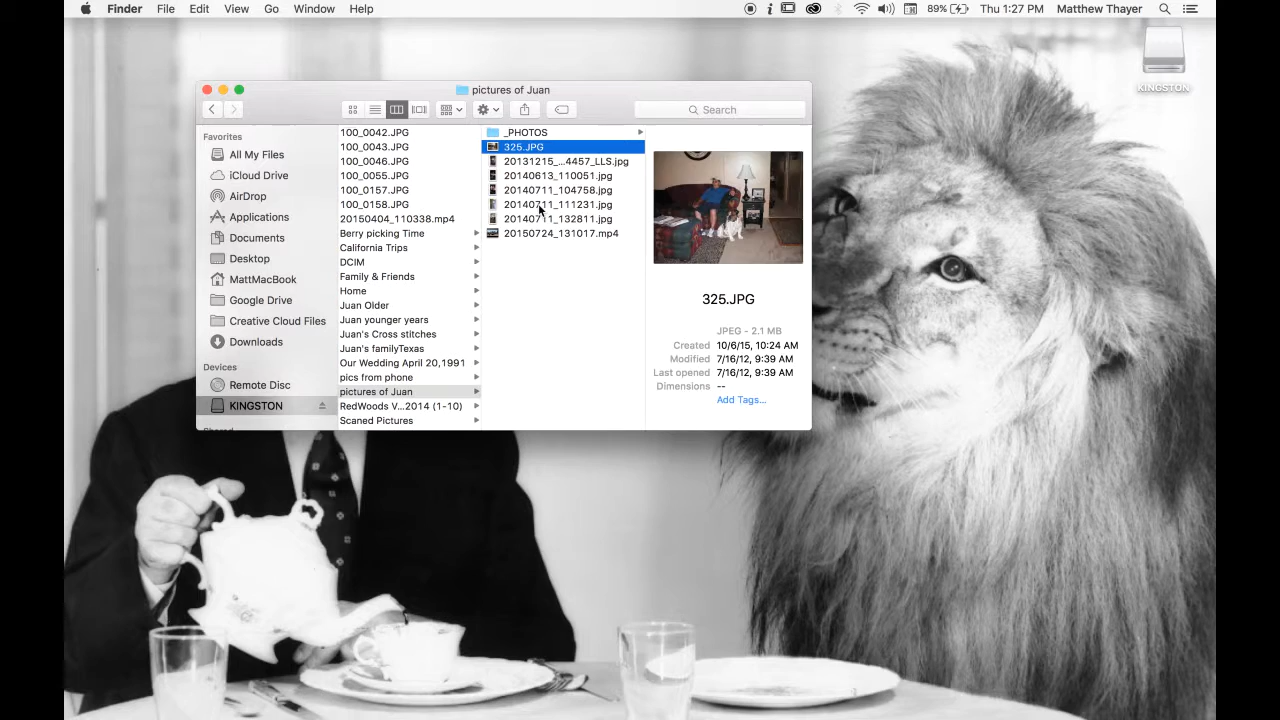 Finder File Edit View Go Window Help
89% Thu 1:27 PM Matthew Thayer
KINGSTON
pictures of Juan
Search
Favorites
All My Files
iCloud Drive
AirDrop
Applications
Documents
Desktop
MattMacBook
Google Drive
Creative Cloud Files
Downloads
Devices
Remote Disc
KINGSTON
100_0042.JPG
100_0043.JPG
100_0046.JPG
100_0055.JPG
100_0157.JPG
100_0158.JPG
20150404_110338.mp4
Berry picking Time
California Trips
DCIM
Family & Friends
Home
Juan Older
Juan younger years
Juan's Cross stitches
Juan's familyTexas
Our Wedding April 20,1991
pics from phone
pictures of Juan
RedWoods V...2014 (1-10)
Scaned Pictures
_PHOTOS
325.JPG
20131215_...4457_LLS.jpg
20140613_110051.jpg
20140711_104758.jpg
20140711_111231.jpg
20140711_132811.jpg
20150724_131017.mp4
325.JPG
JPEG - 2.1 MB
Created 10/6/15, 10:24 AM
Modified 7/16/12, 9:39 AM
Last opened 7/16/12, 9:39 AM
Dimensions --
Add Tags...